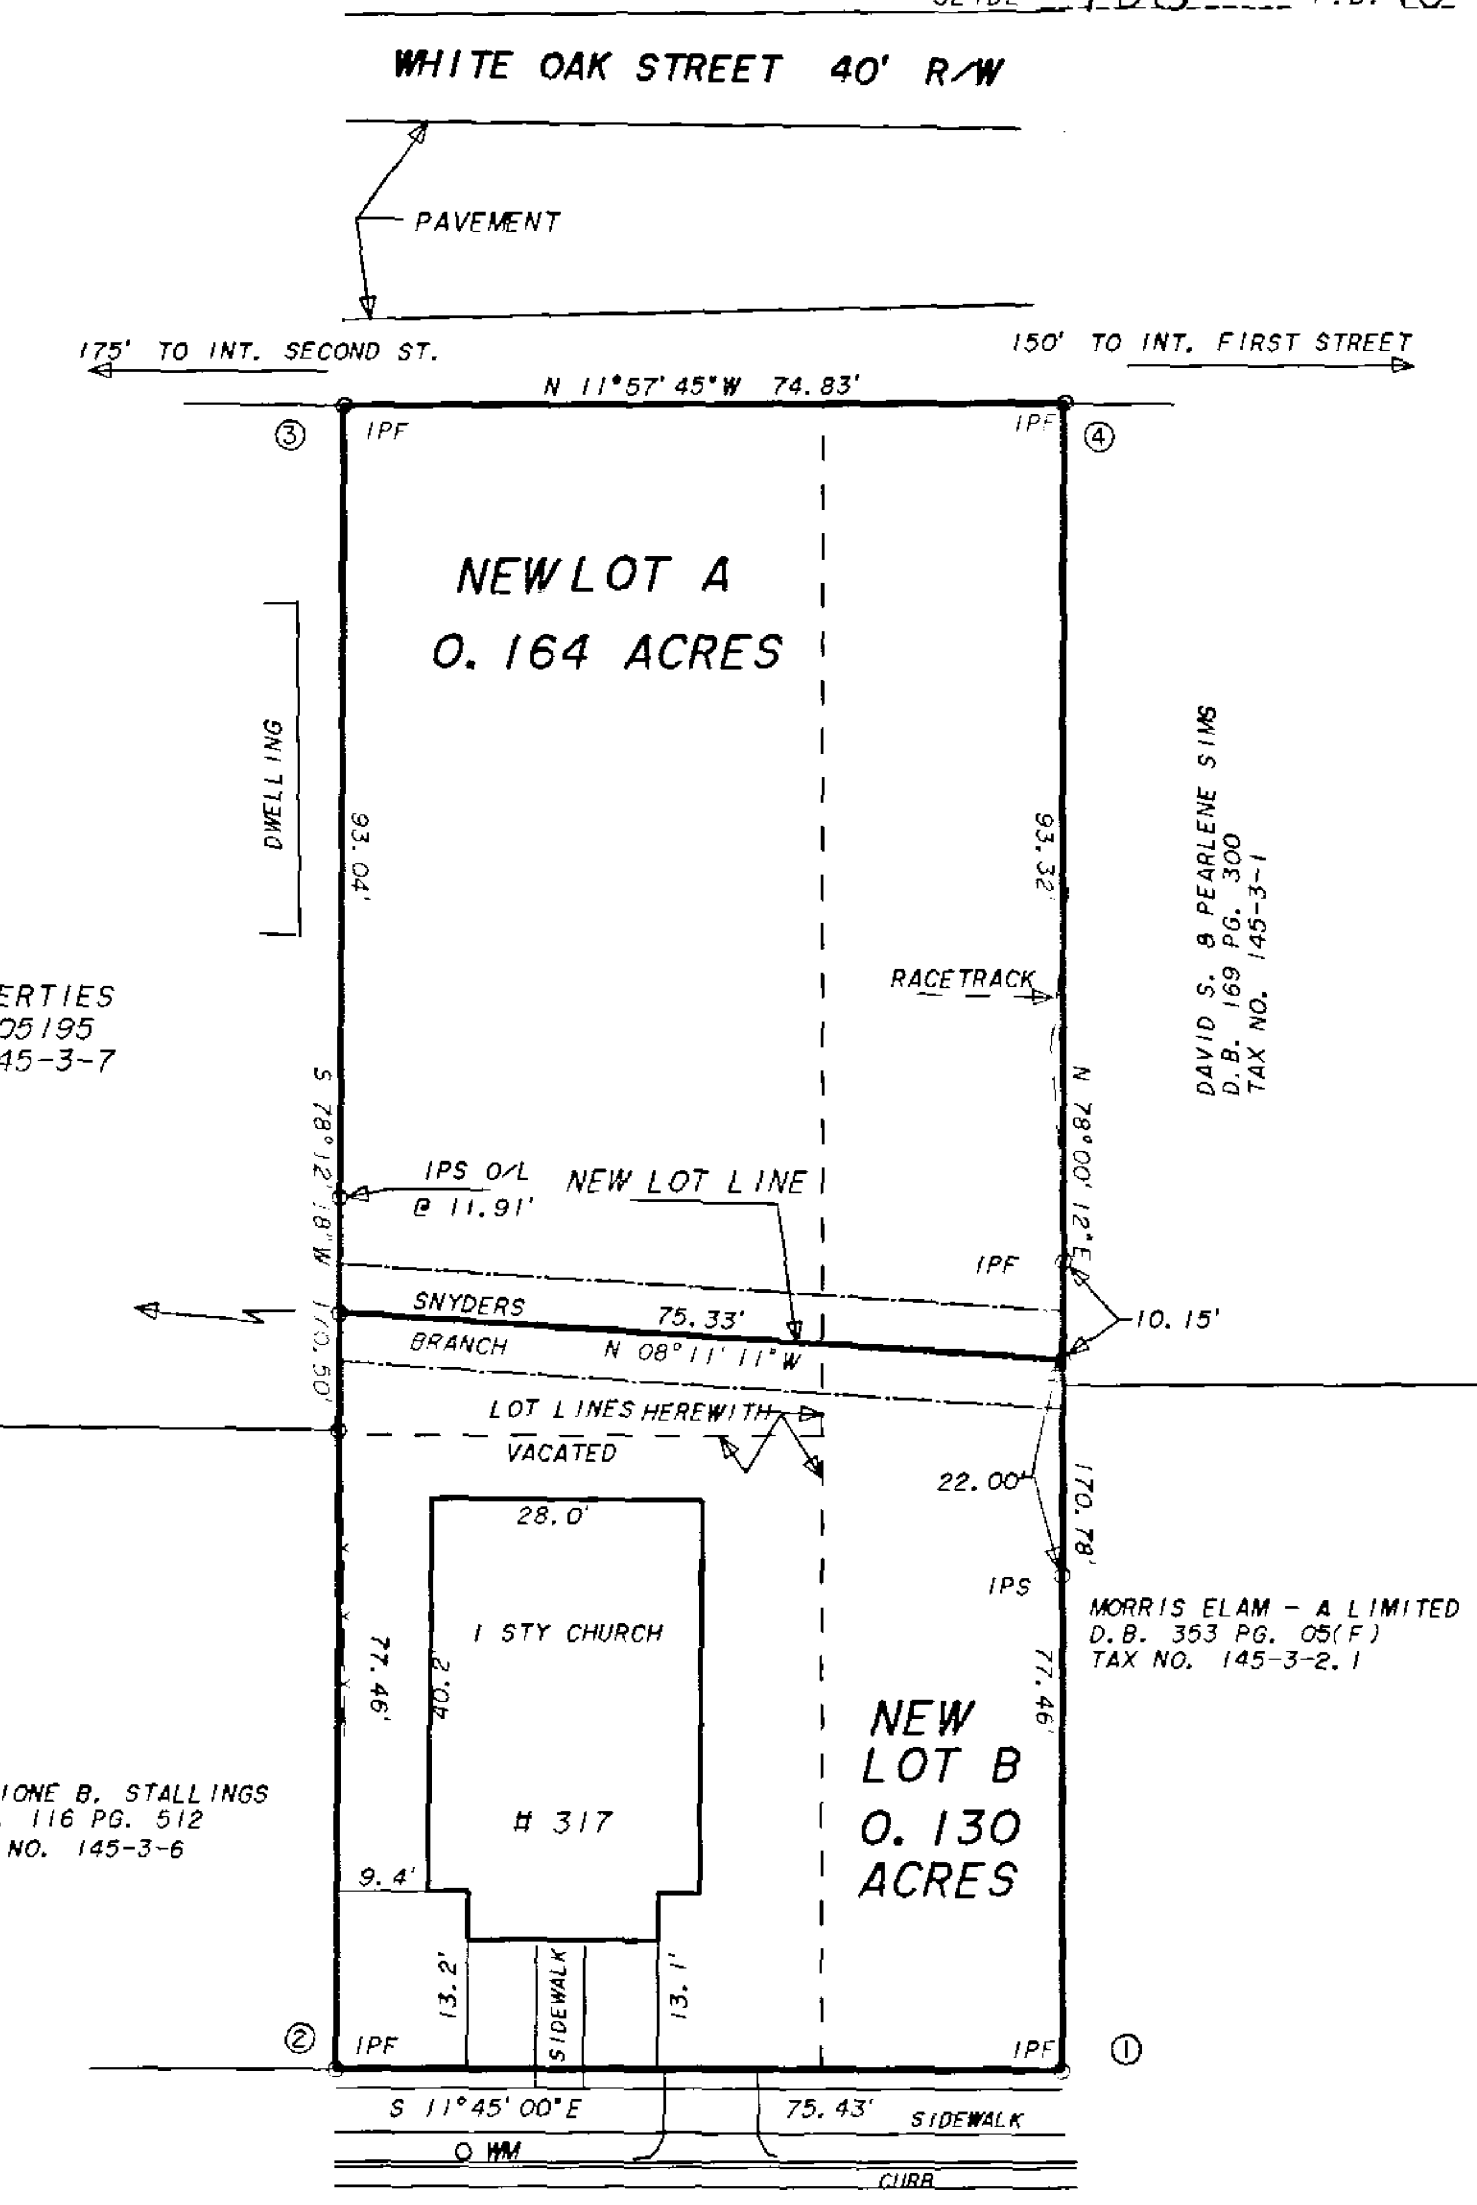 WHITE OAK STREET 40' R/W
PAVEMENT
175' TO INT. SECOND ST.
150' TO INT. FIRST STREET
N 11°57'45"W 74.83'
3
IPF
IPF
4
NEW LOT A
0.164 ACRES
DWELLING
93.04'
93.32'
DAVID S. & PEARLENE SIMS
D.B. 169 PG. 300
TAX NO. 145-3-1
RACETRACK
ERTIES
05195
45-3-7
S 78°12'18"W 170.50'
N 78°00'12"E
170.78'
IPS O/L
@ 11.91'
NEW LOT LINE
IPF
10.15'
SNYDERS
BRANCH
75.33'
N 08°11'11"W
LOT LINES HEREWITH
VACATED
22.00'
IPS
28.0'
1 STY CHURCH
40.2'
77.46'
77.46'
MORRIS ELAM - A LIMITED
D.B. 353 PG. 05(F)
TAX NO. 145-3-2.1
NEW
LOT B
0.130
ACRES
# 317
IONE B. STALLINGS
. 116 PG. 512
NO. 145-3-6
9.4'
13.2'
SIDEWALK
13.1'
2
IPF
IPF
1
S 11°45'00"E
75.43'
SIDEWALK
WM
CURB